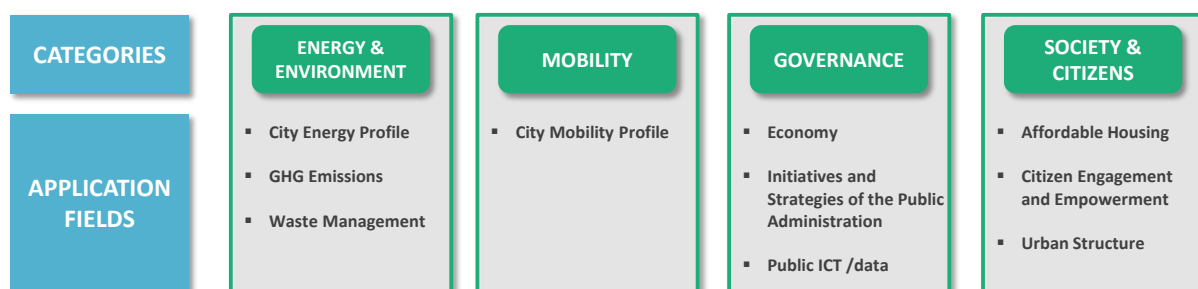 CATEGORIES
ENERGY &
ENVIRONMENT
MOBILITY
GOVERNANCE
SOCIETY &
CITIZENS
APPLICATION
FIELDS
▪ City Energy Profile
▪ GHG Emissions
▪ Waste Management
▪ City Mobility Profile
▪ Economy
▪ Initiatives and
Strategies of the Public
Administration
▪ Public ICT /data
▪ Affordable Housing
▪ Citizen Engagement
and Empowerment
▪ Urban Structure